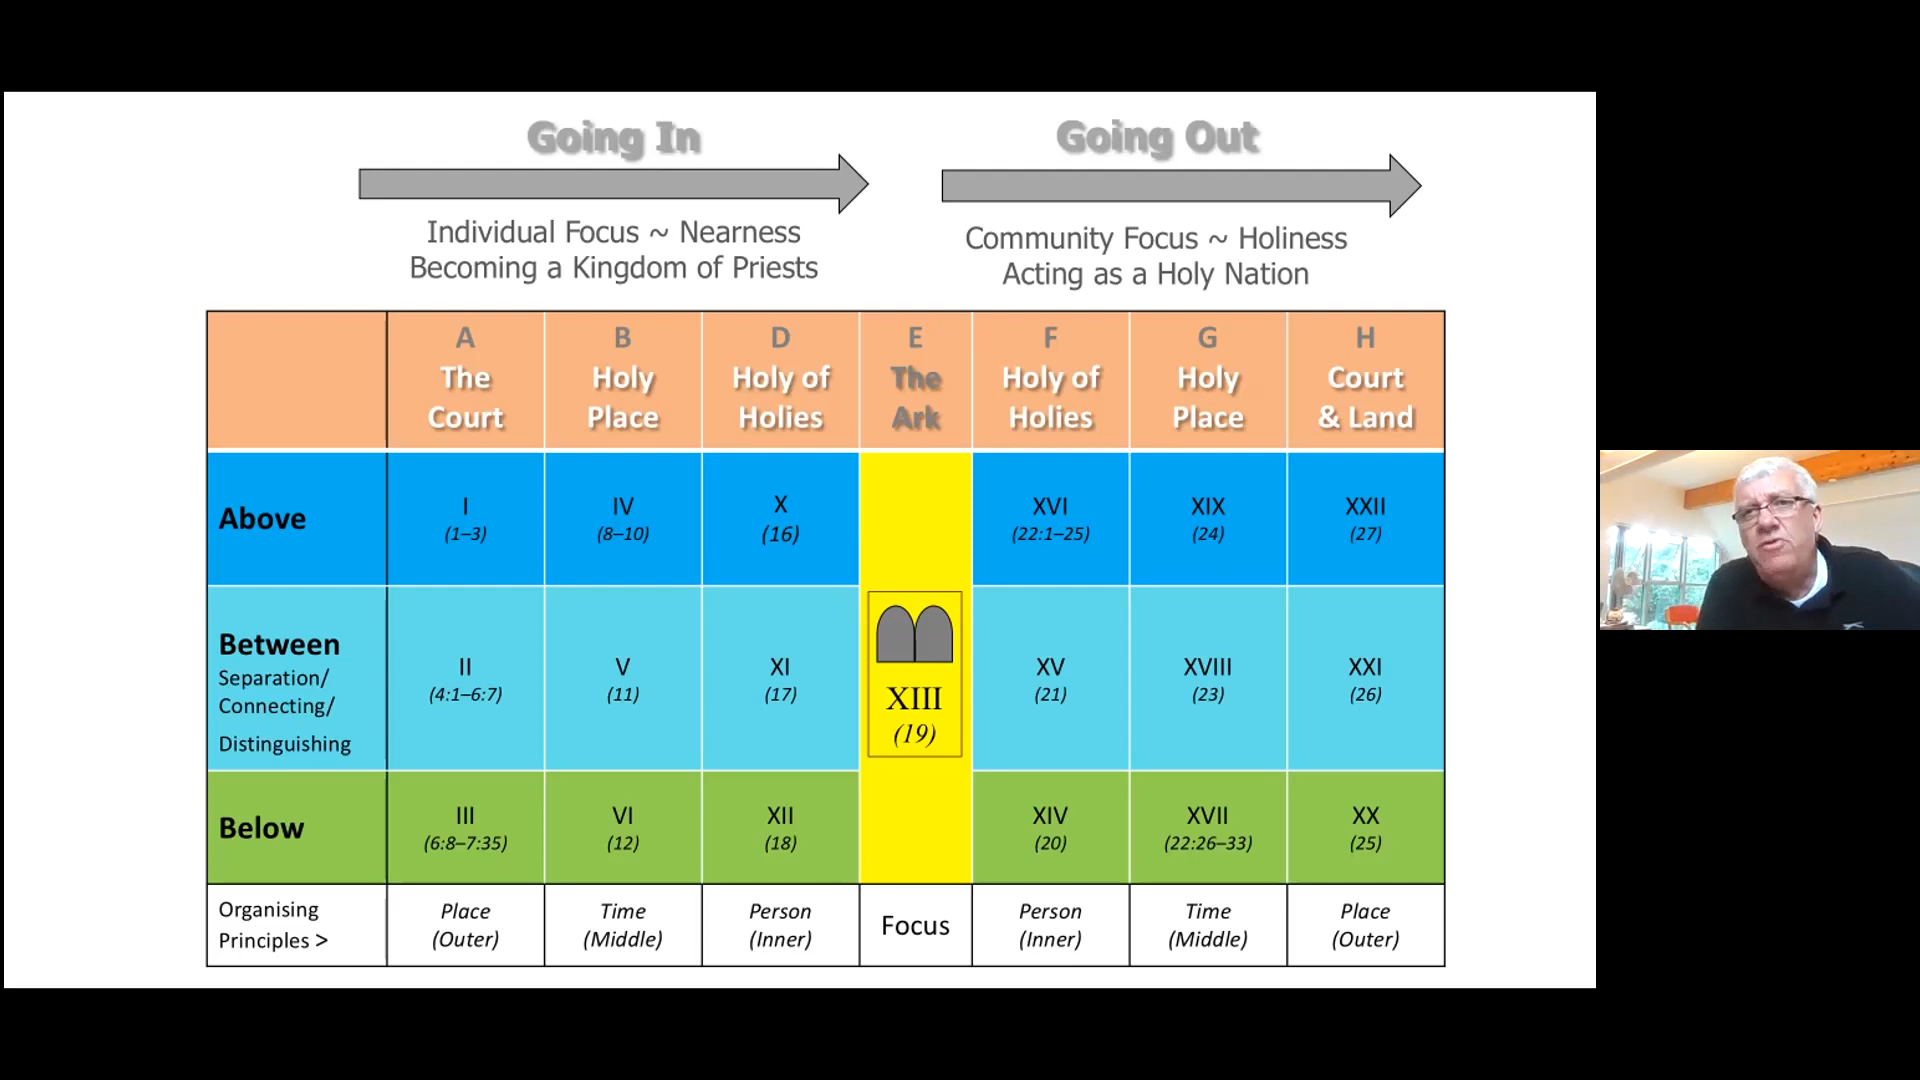 Going In
Going Out
Individual Focus ~ Nearness
Becoming a Kingdom of Priests
Community Focus ~ Holiness
Acting as a Holy Nation
A
The
Court
B
Holy
Place
D
Holy of
Holies
E
The
Ark
F
Holy of
Holies
G
Holy
Place
H
Court
& Land
Above
I
(1–3)
IV
(8–10)
X
(16)
XVI
(22:1–25)
XIX
(24)
XXII
(27)
Between
Separation/
Connecting/
Distinguishing
II
(4:1–6:7)
V
(11)
XI
(17)
XIII
(19)
XV
(21)
XVIII
(23)
XXI
(26)
Below
III
(6:8–7:35)
VI
(12)
XII
(18)
XIV
(20)
XVII
(22:26–33)
XX
(25)
Organising
Principles >
Place
(Outer)
Time
(Middle)
Person
(Inner)
Focus
Person
(Inner)
Time
(Middle)
Place
(Outer)